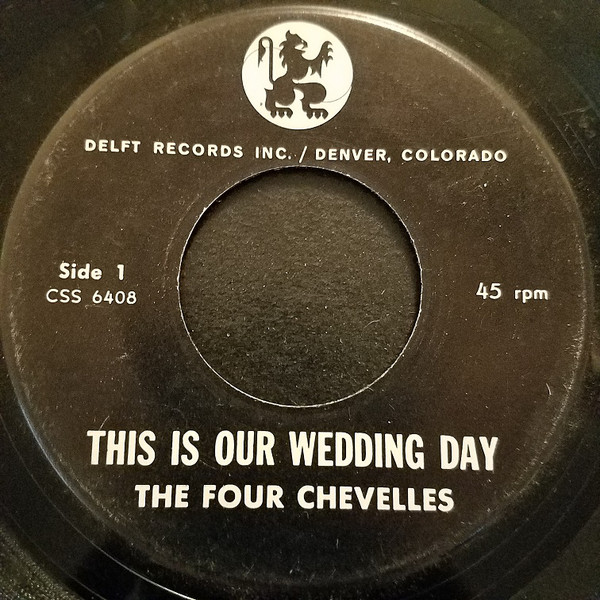 DELFT RECORDS INC. / DENVER, COLORADO
Side 1
CSS 6408
45 rpm
THIS IS OUR WEDDING DAY
THE FOUR CHEVELLES